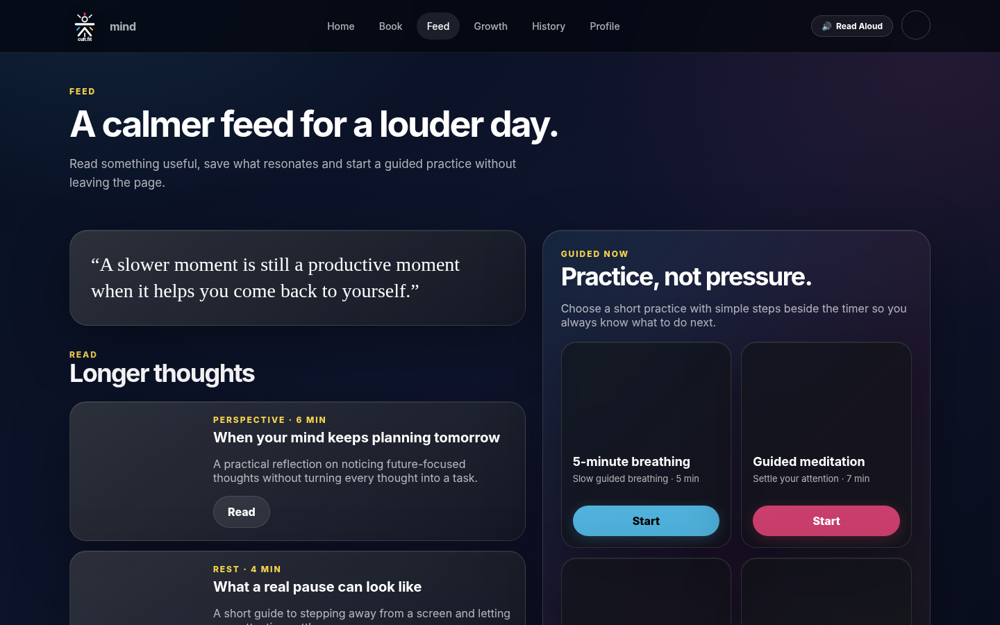 cult.fit
mind
Home
Book
Feed
Growth
History
Profile
Read Aloud
FEED
A calmer feed for a louder day.
Read something useful, save what resonates and start a guided practice without
leaving the page.
“A slower moment is still a productive moment
when it helps you come back to yourself.”
READ
Longer thoughts
PERSPECTIVE · 6 MIN
When your mind keeps planning tomorrow
A practical reflection on noticing future-focused
thoughts without turning every thought into a task.
Read
REST · 4 MIN
What a real pause can look like
A short guide to stepping away from a screen and letting
GUIDED NOW
Practice, not pressure.
Choose a short practice with simple steps beside the timer so you
always know what to do next.
5-minute breathing
Slow guided breathing · 5 min
Start
Guided meditation
Settle your attention · 7 min
Start